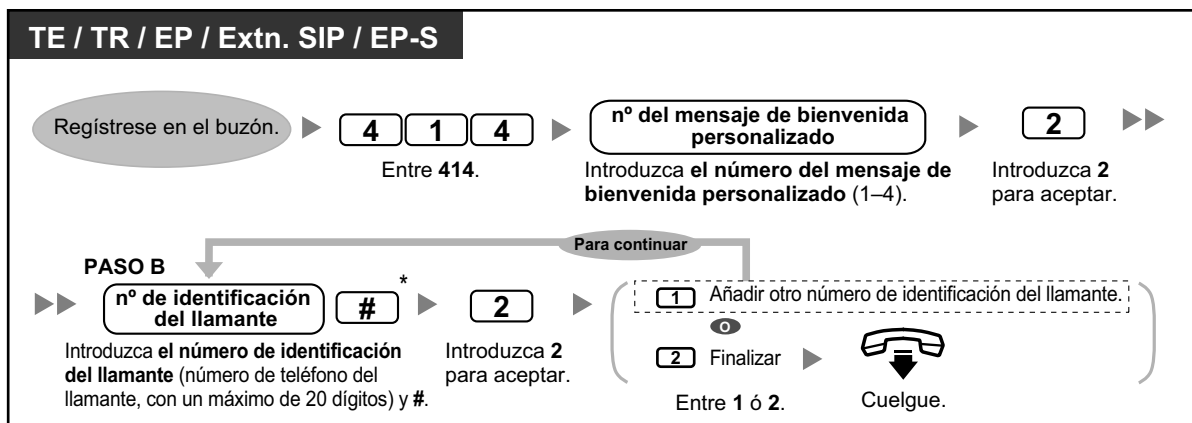 TE / TR / EP / Extn. SIP / EP-S
Regístrese en el buzón.
4 1 4
Entre 414.
nº del mensaje de bienvenida
personalizado
Introduzca el número del mensaje de
bienvenida personalizado (1–4).
2
Introduzca 2
para aceptar.
Para continuar
PASO B
nº de identificación
del llamante
# *
Introduzca el número de identificación
del llamante (número de teléfono del
llamante, con un máximo de 20 dígitos) y #.
2
Introduzca 2
para aceptar.
1 Añadir otro número de identificación del llamante.
O
2 Finalizar
Entre 1 ó 2.
Cuelgue.